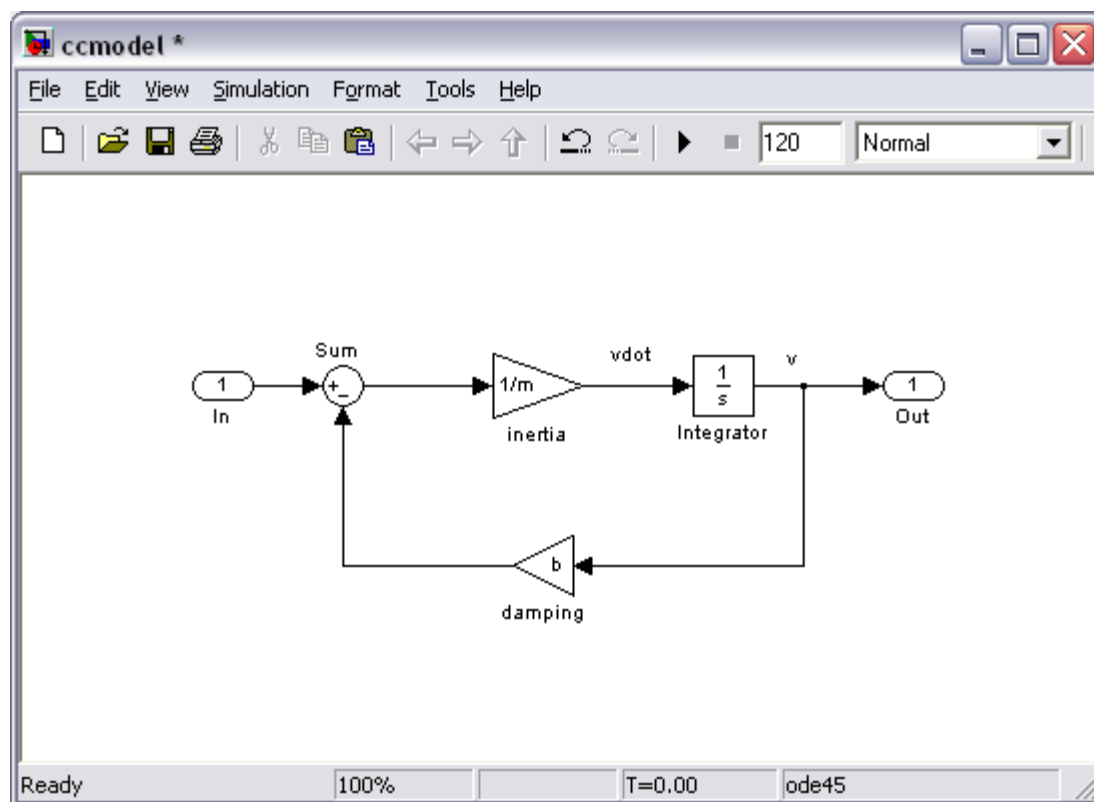 ccmodel *
File Edit View Simulation Format Tools Help
120 Normal
Sum
vdot
v
1
+
-
1/m
1
s
1
In
inertia
Integrator
Out
b
damping
Ready 100% T=0.00 ode45